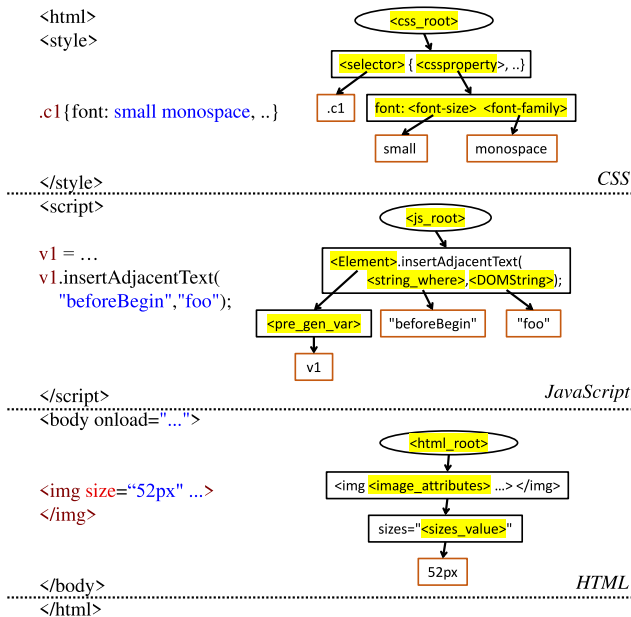 <html>
<style>
.c1{font: small monospace, ..}
</style>
<css_root>
<selector> { <cssproperty>, ..}
.c1
font: <font-size> <font-family>
small
monospace
CSS
<script>
v1 = …
v1.insertAdjacentText(
"beforeBegin","foo");
</script>
<js_root>
<Element>.insertAdjacentText(
<string_where>,<DOMString>);
<pre_gen_var>
"beforeBegin"
"foo"
v1
JavaScript
<body onload="...">
<img size=“52px" ...>
</img>
</body>
<html_root>
<img <image_attributes> ...> </img>
sizes="<sizes_value>"
52px
HTML
</html>